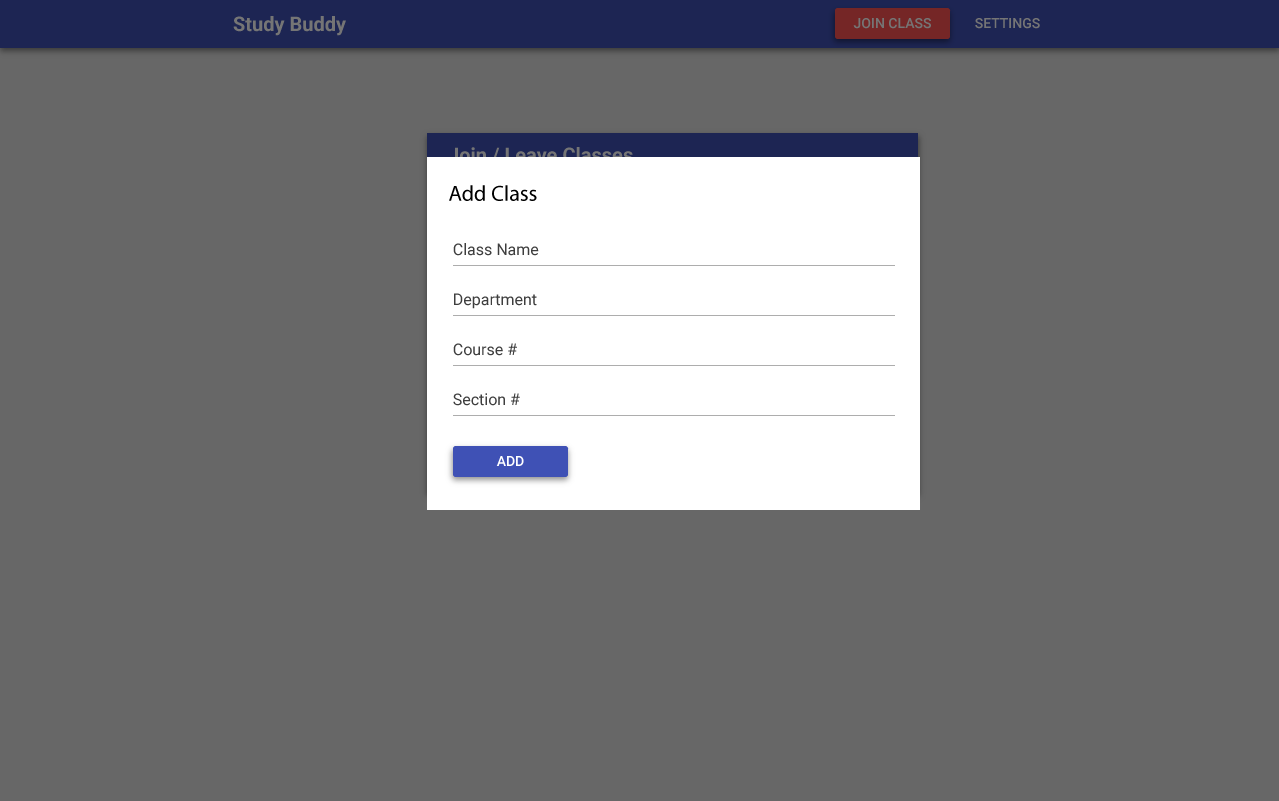 Study Buddy
JOIN CLASS
SETTINGS
Join / Leave Classes
Add Class
Class Name
Department
Course #
Section #
ADD